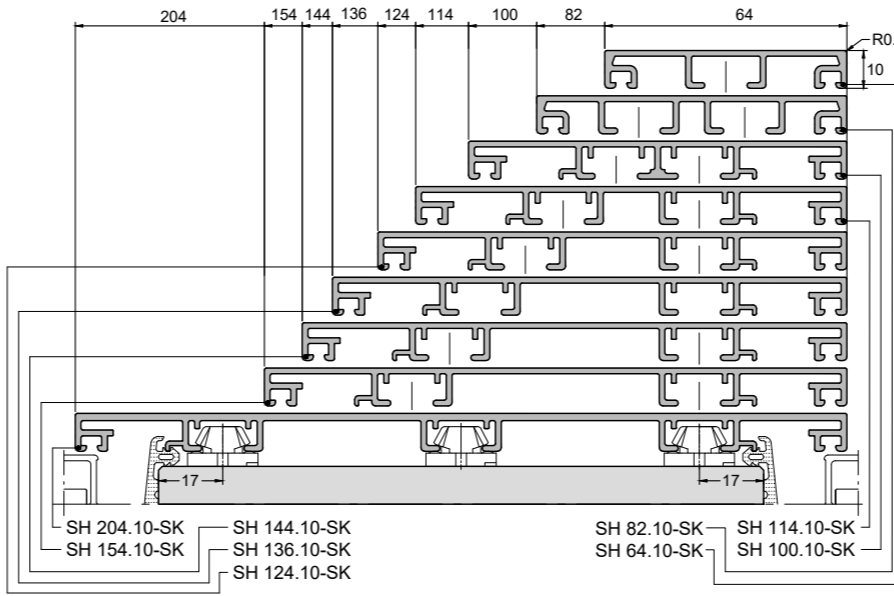 204 154 144 136 124 114 100 82 64
R0.
10
17 17
SH 204.10-SK SH 144.10-SK SH 82.10-SK SH 114.10-SK
SH 154.10-SK SH 136.10-SK SH 64.10-SK SH 100.10-SK
SH 124.10-SK